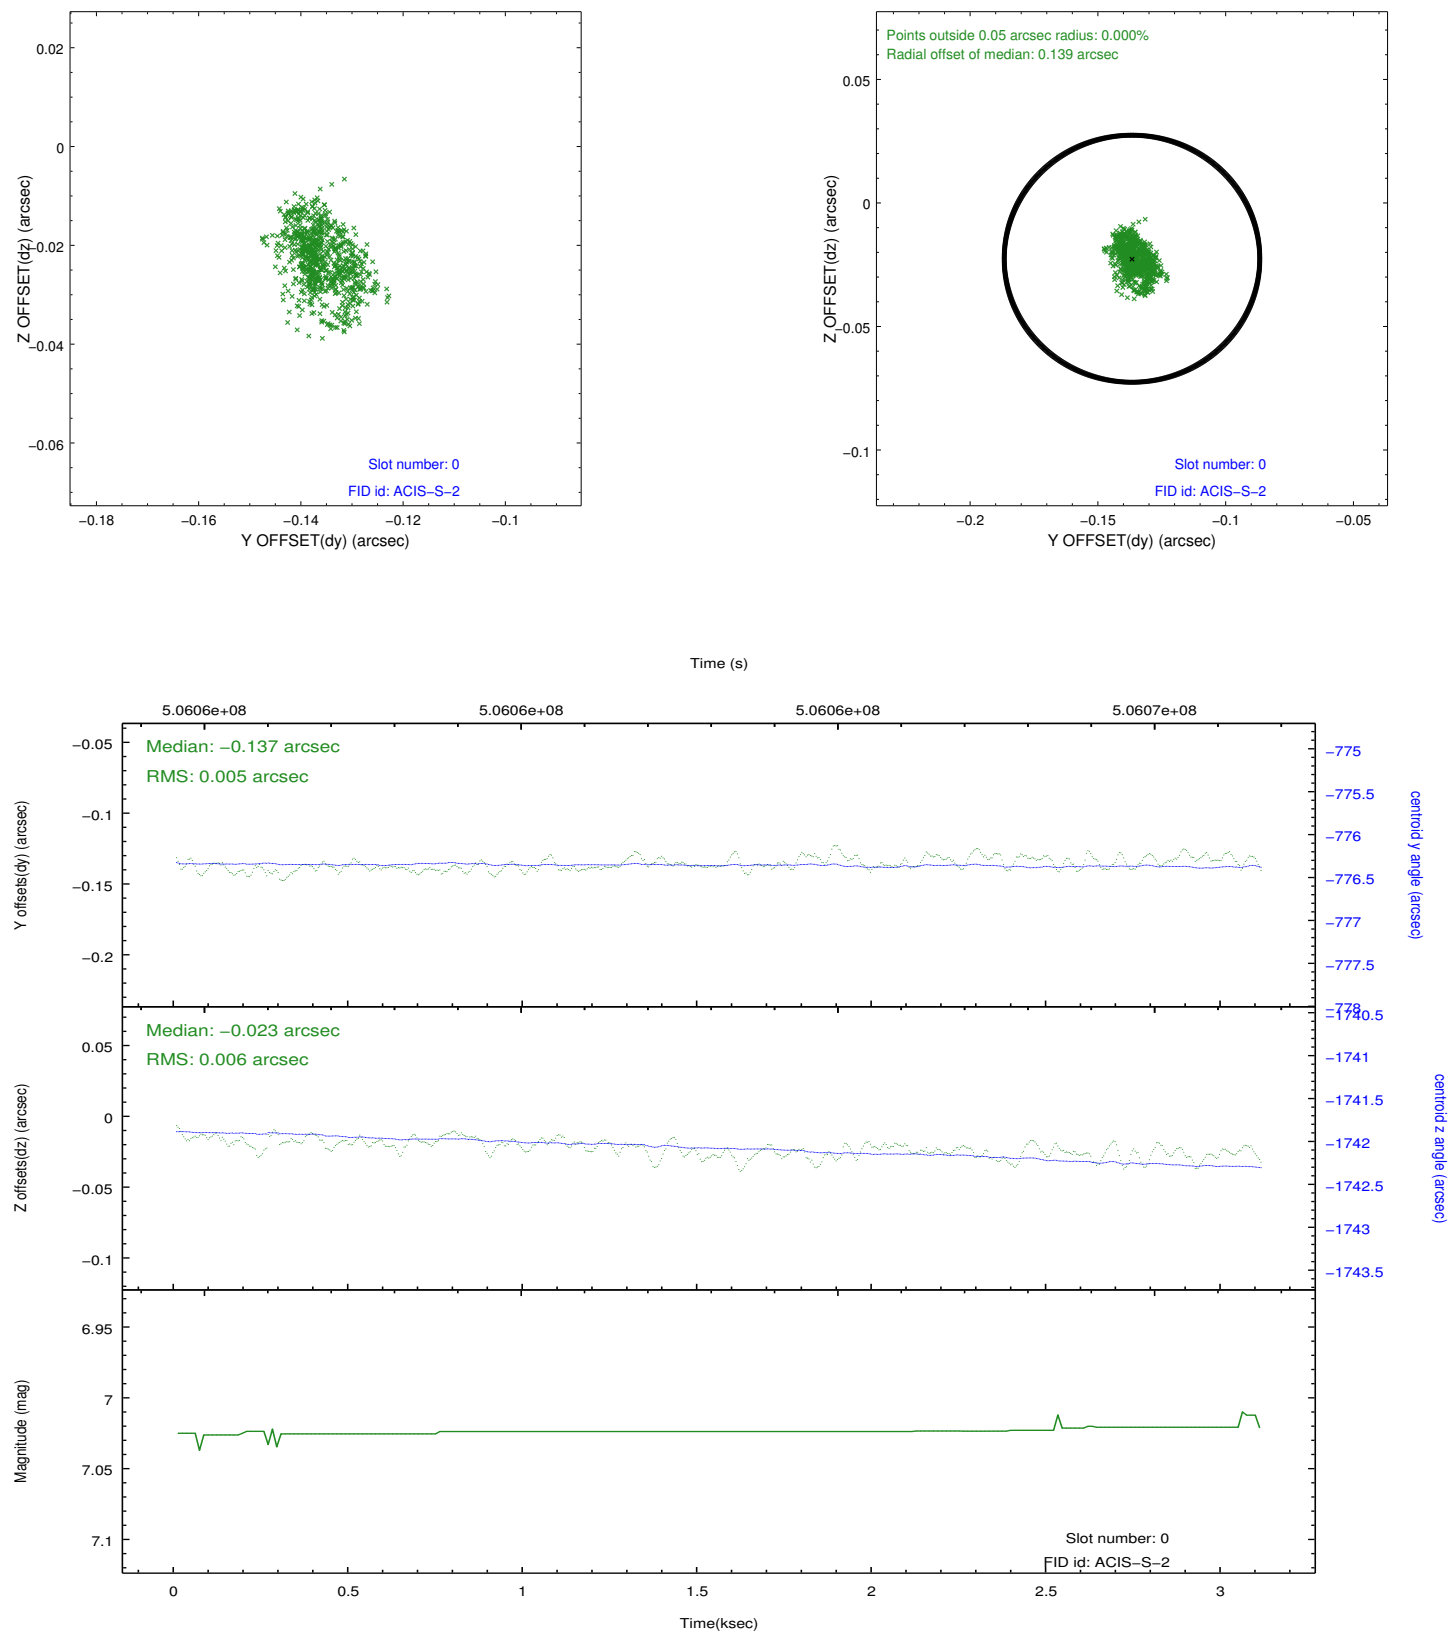 0.02
0
−0.02
−0.04
−0.06
Z OFFSET(dz) (arcsec)
Slot number: 0
FID id: ACIS−S−2
−0.18
−0.16
−0.14
−0.12
−0.1
Y OFFSET(dy) (arcsec)
Points outside 0.05 arcsec radius: 0.000%
Radial offset of median: 0.139 arcsec
0.05
0
−0.05
−0.1
Z OFFSET(dz) (arcsec)
Slot number: 0
FID id: ACIS−S−2
−0.2
−0.15
−0.1
−0.05
Y OFFSET(dy) (arcsec)
Time (s)
5.0606e+08
5.0606e+08
5.0606e+08
5.0607e+08
Median: −0.137 arcsec
RMS: 0.005 arcsec
−0.05
−0.1
−0.15
−0.2
Y offsets(dy) (arcsec)
−775
−775.5
−776
−776.5
−777
−777.5
−778
centroid y angle (arcsec)
Median: −0.023 arcsec
RMS: 0.006 arcsec
0.05
0
−0.05
−0.1
Z offsets(dz) (arcsec)
−1740.5
−1741
−1741.5
−1742
−1742.5
−1743
−1743.5
centroid z angle (arcsec)
6.95
7
7.05
7.1
Magnitude (mag)
Slot number: 0
FID id: ACIS−S−2
0
0.5
1
1.5
2
2.5
3
Time(ksec)